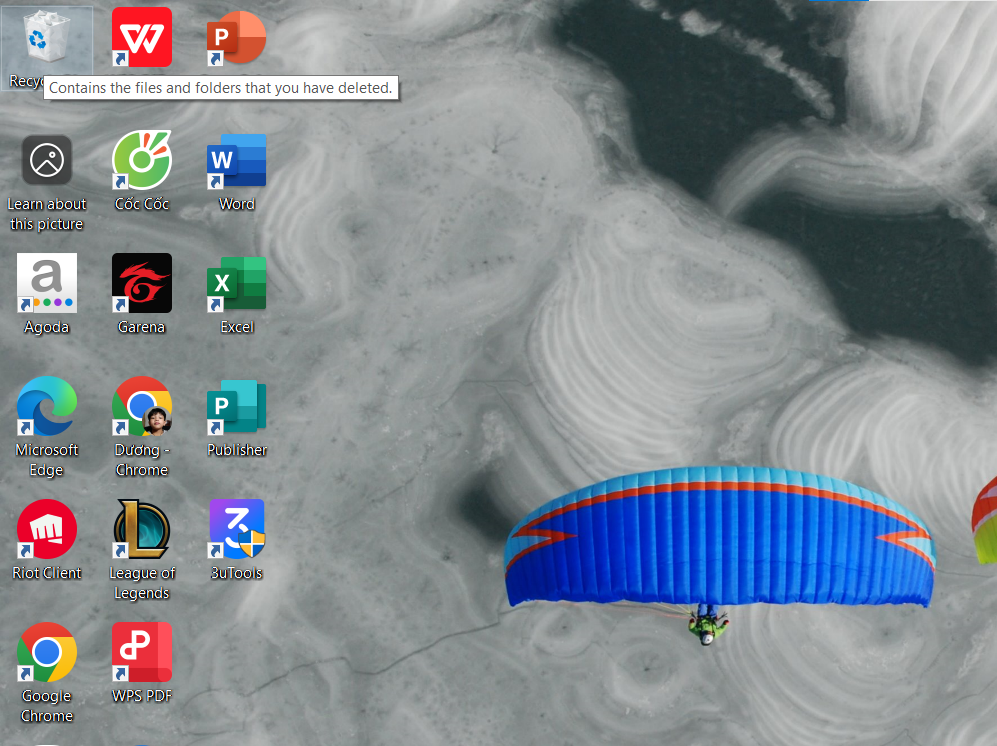 Recyc
Contains the files and folders that you have deleted.
Learn about
this picture
Cốc Cốc
Word
Agoda
Garena
Excel
Microsoft
Edge
Dương -
Chrome
Publisher
Riot Client
League of
Legends
3uTools
Google
Chrome
WPS PDF